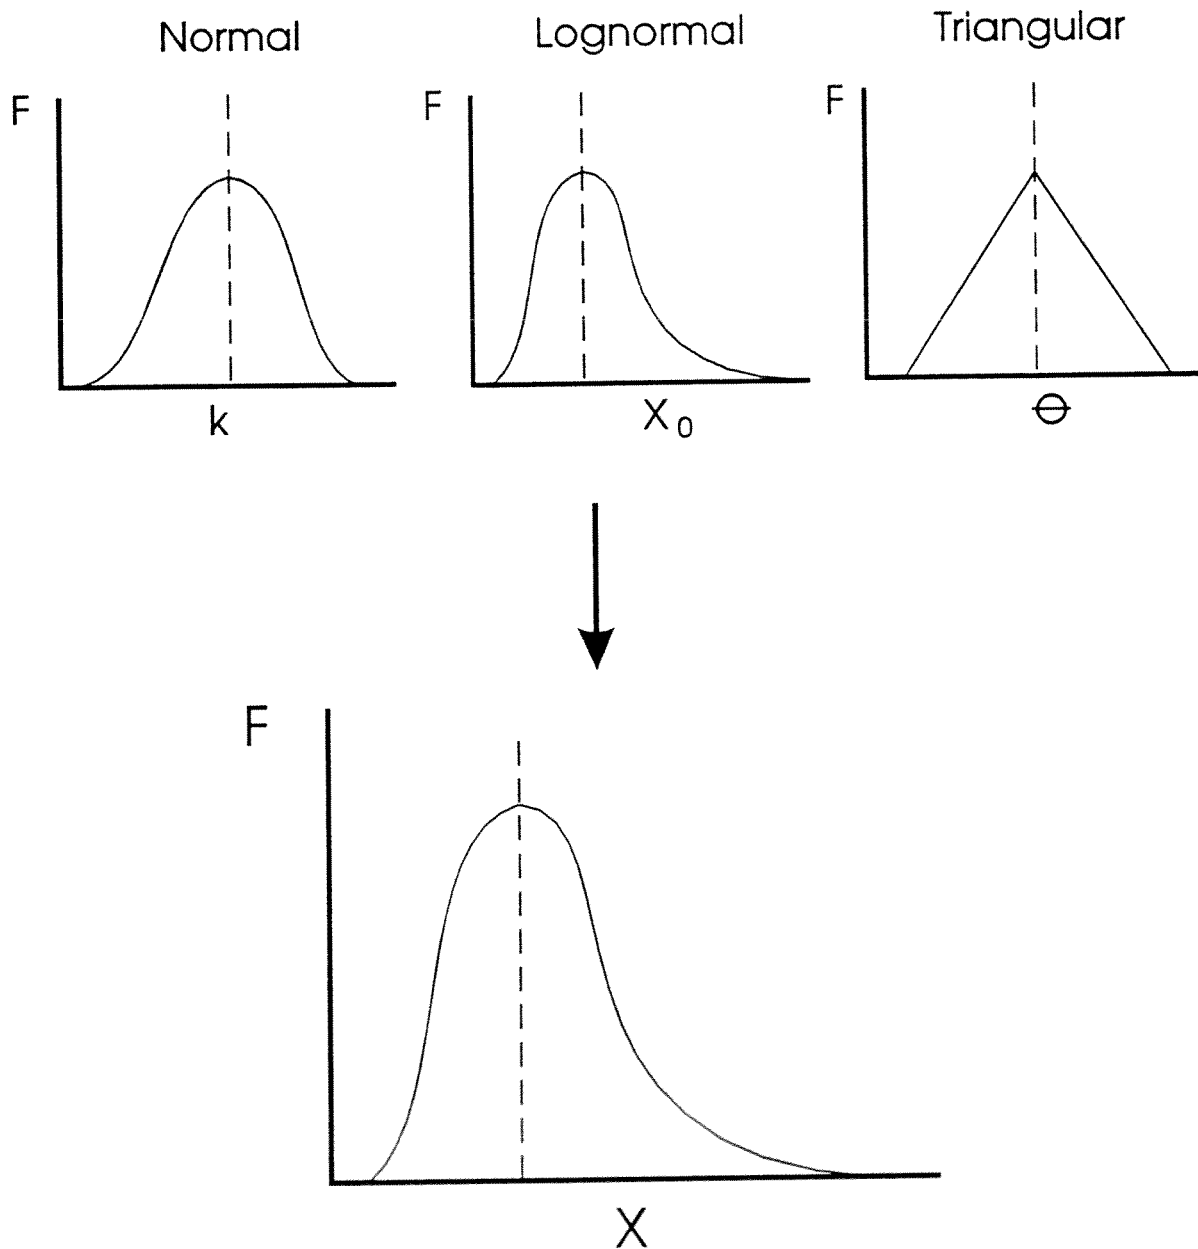 Normal Lognormal Triangular
F F F
k X₀ Θ
F
X